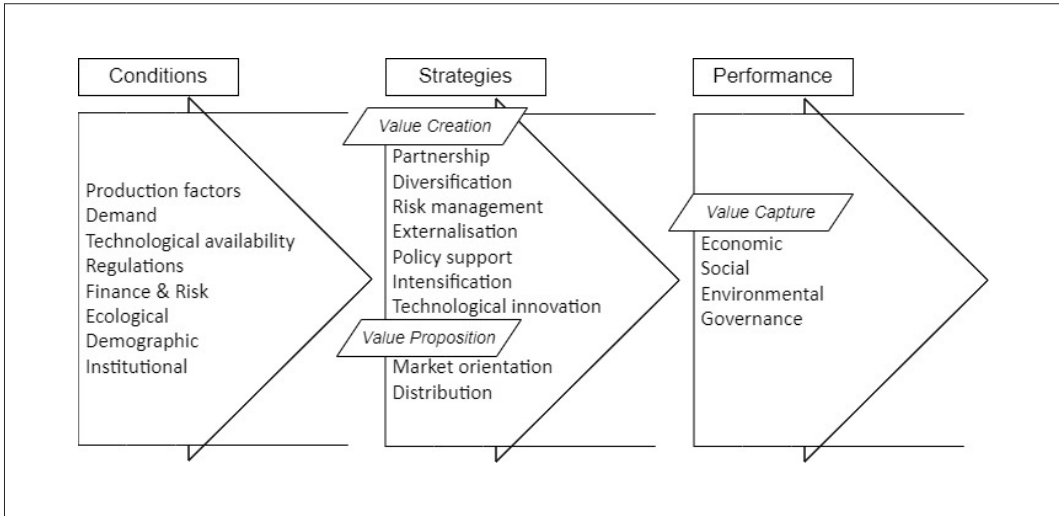 Conditions
Production factors
Demand
Technological availability
Regulations
Finance & Risk
Ecological
Demographic
Institutional
Strategies
Value Creation
Partnership
Diversification
Risk management
Externalisation
Policy support
Intensification
Technological innovation
Value Proposition
Market orientation
Distribution
Performance
Value Capture
Economic
Social
Environmental
Governance